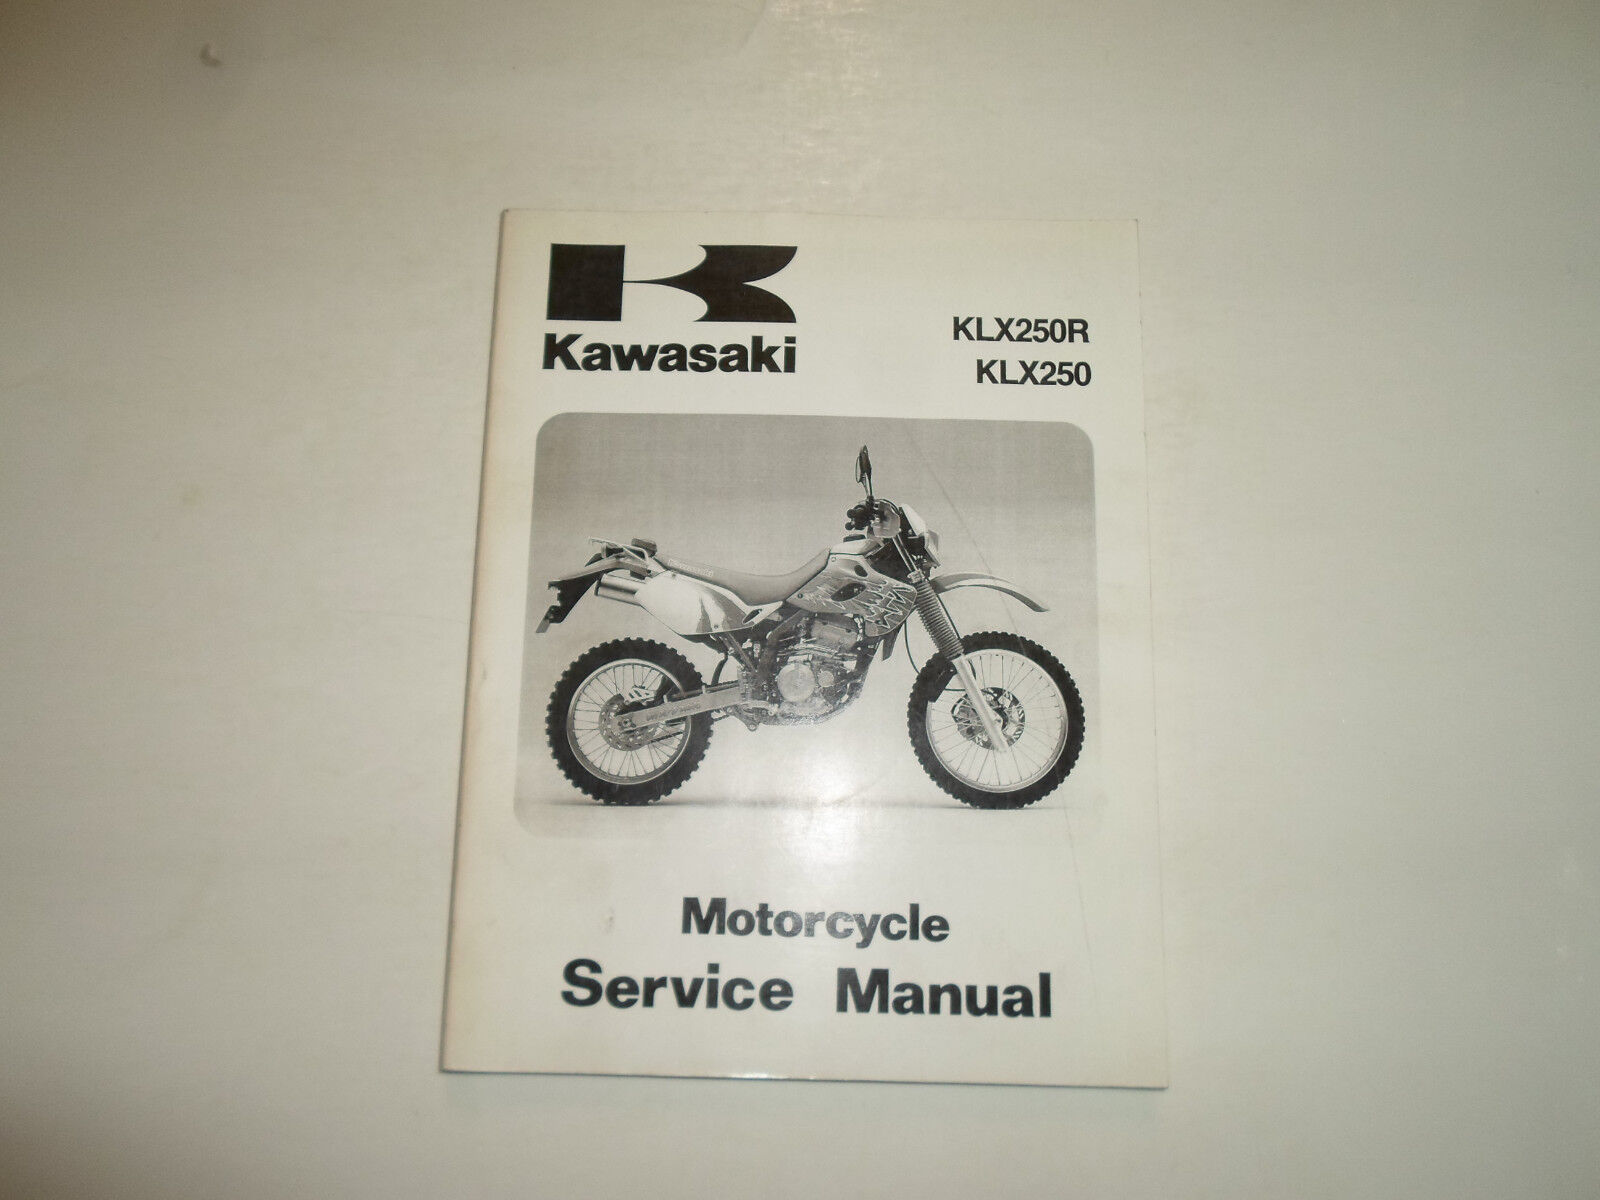 Kawasaki
KLX250R
KLX250
Motorcycle
Service Manual